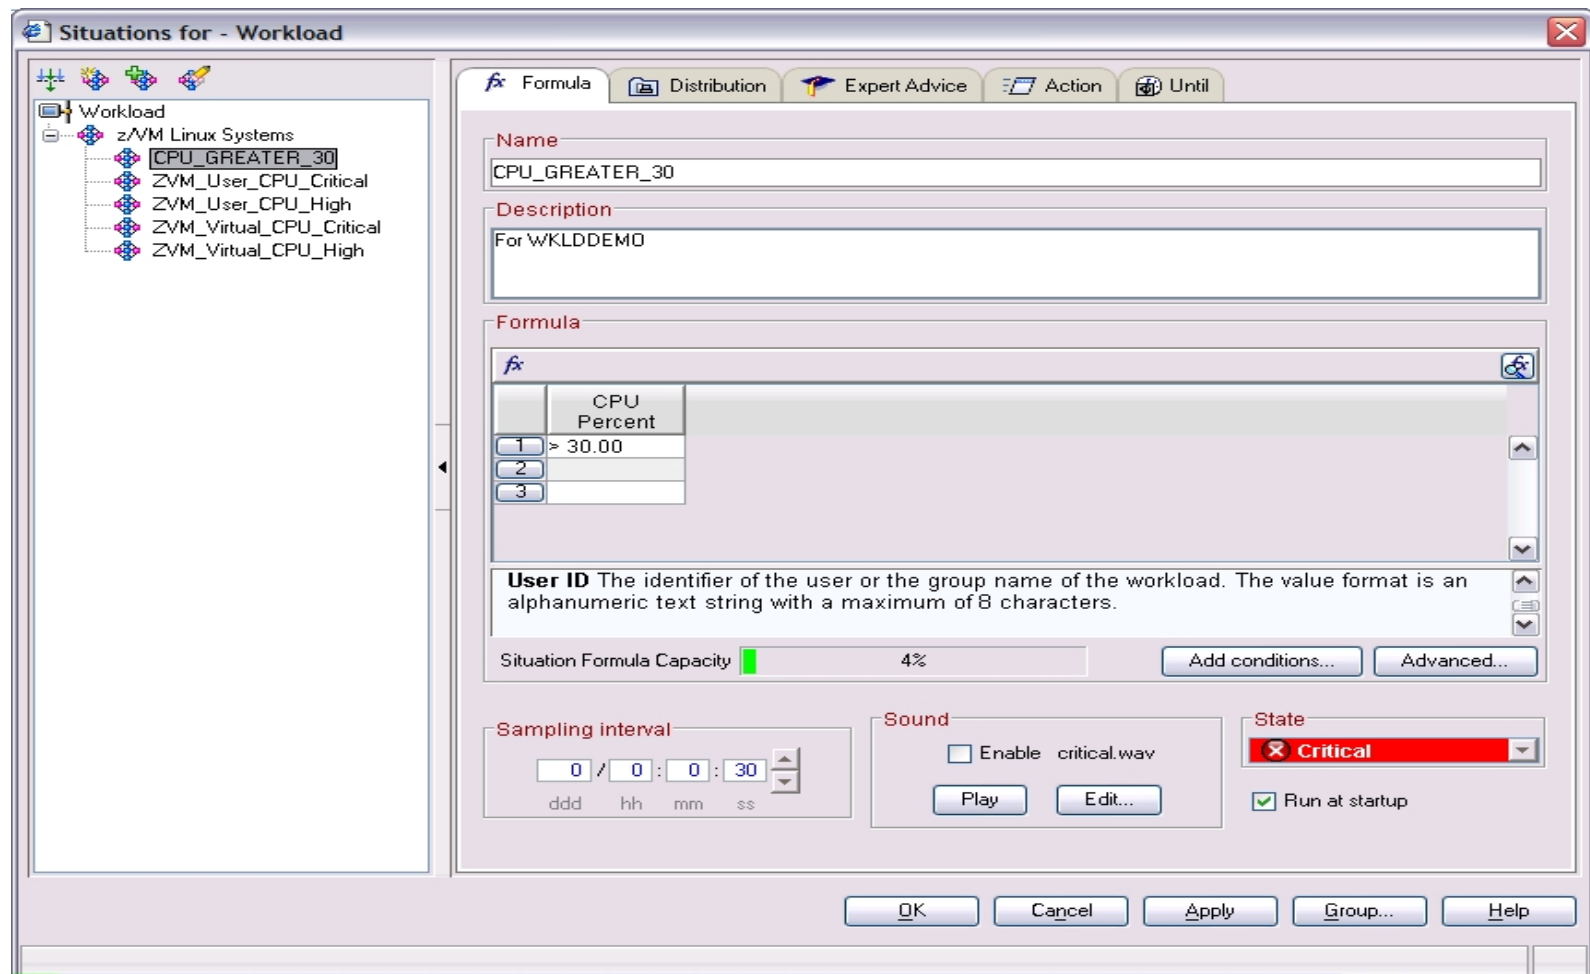 Situations for - Workload
Workload
z/VM Linux Systems
CPU_GREATER_30
ZVM_User_CPU_Critical
ZVM_User_CPU_High
ZVM_Virtual_CPU_Critical
ZVM_Virtual_CPU_High
fx Formula Distribution Expert Advice Action Until
Name
CPU_GREATER_30
Description
For WKLDDEMO
Formula
fx
CPU
Percent
1 > 30.00
2
3
User ID The identifier of the user or the group name of the workload. The value format is an
alphanumeric text string with a maximum of 8 characters.
Situation Formula Capacity 4% Add conditions... Advanced...
Sampling interval
0 / 0 : 0 : 30
ddd hh mm ss
Sound
Enable critical.wav
Play Edit...
State
Critical
Run at startup
OK Cancel Apply Group... Help